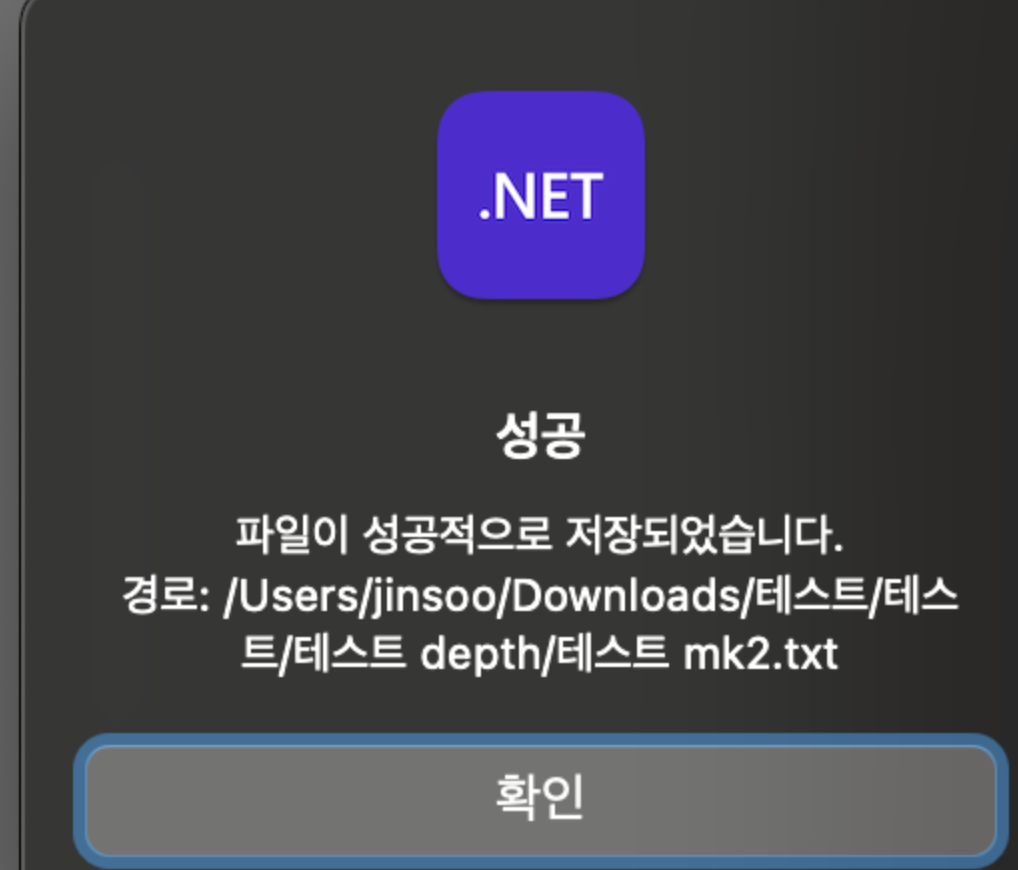 .NET
성공
파일이 성공적으로 저장되었습니다.
경로: /Users/jinsoo/Downloads/테스트/테스
트/테스트 depth/테스트 mk2.txt
확인